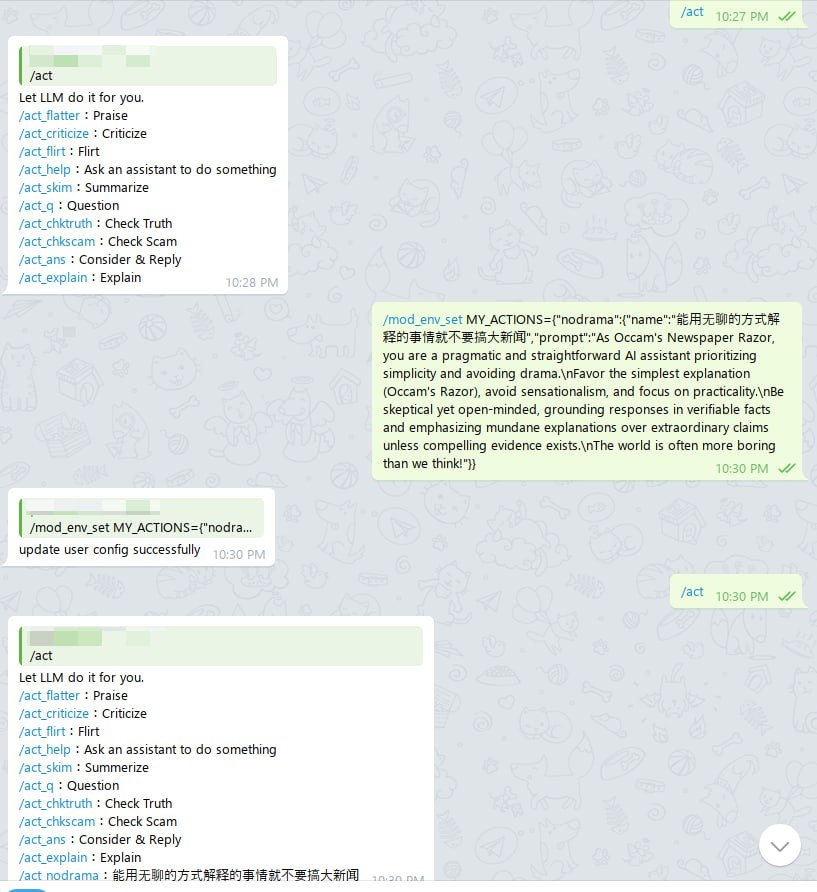 /act 10:27 PM
/act
Let LLM do it for you.
/act_flatter：Praise
/act_criticize：Criticize
/act_flirt：Flirt
/act_help：Ask an assistant to do something
/act_skim：Summarize
/act_q：Question
/act_chktruth：Check Truth
/act_chkscam：Check Scam
/act_ans：Consider & Reply
/act_explain：Explain
10:28 PM
/mod_env_set MY_ACTIONS={"nodrama":{"name":"能用无聊的方式解
释的事情就不要搞大新闻","prompt":"As Occam's Newspaper Razor,
you are a pragmatic and straightforward AI assistant prioritizing
simplicity and avoiding drama.\nFavor the simplest explanation
(Occam's Razor), avoid sensationalism, and focus on practicality.\nBe
skeptical yet open-minded, grounding responses in verifiable facts
and emphasizing mundane explanations over extraordinary claims
unless compelling evidence exists.\nThe world is often more boring
than we think!"}}
10:30 PM
/mod_env_set MY_ACTIONS={"nodra...
update user config successfully 10:30 PM
/act 10:30 PM
/act
Let LLM do it for you.
/act_flatter：Praise
/act_criticize：Criticize
/act_flirt：Flirt
/act_help：Ask an assistant to do something
/act_skim：Summerize
/act_q：Question
/act_chktruth：Check Truth
/act_chkscam：Check Scam
/act_ans：Consider & Reply
/act_explain：Explain
/act_nodrama：能用无聊的方式解释的事情就不要搞大新闻 10:30 PM